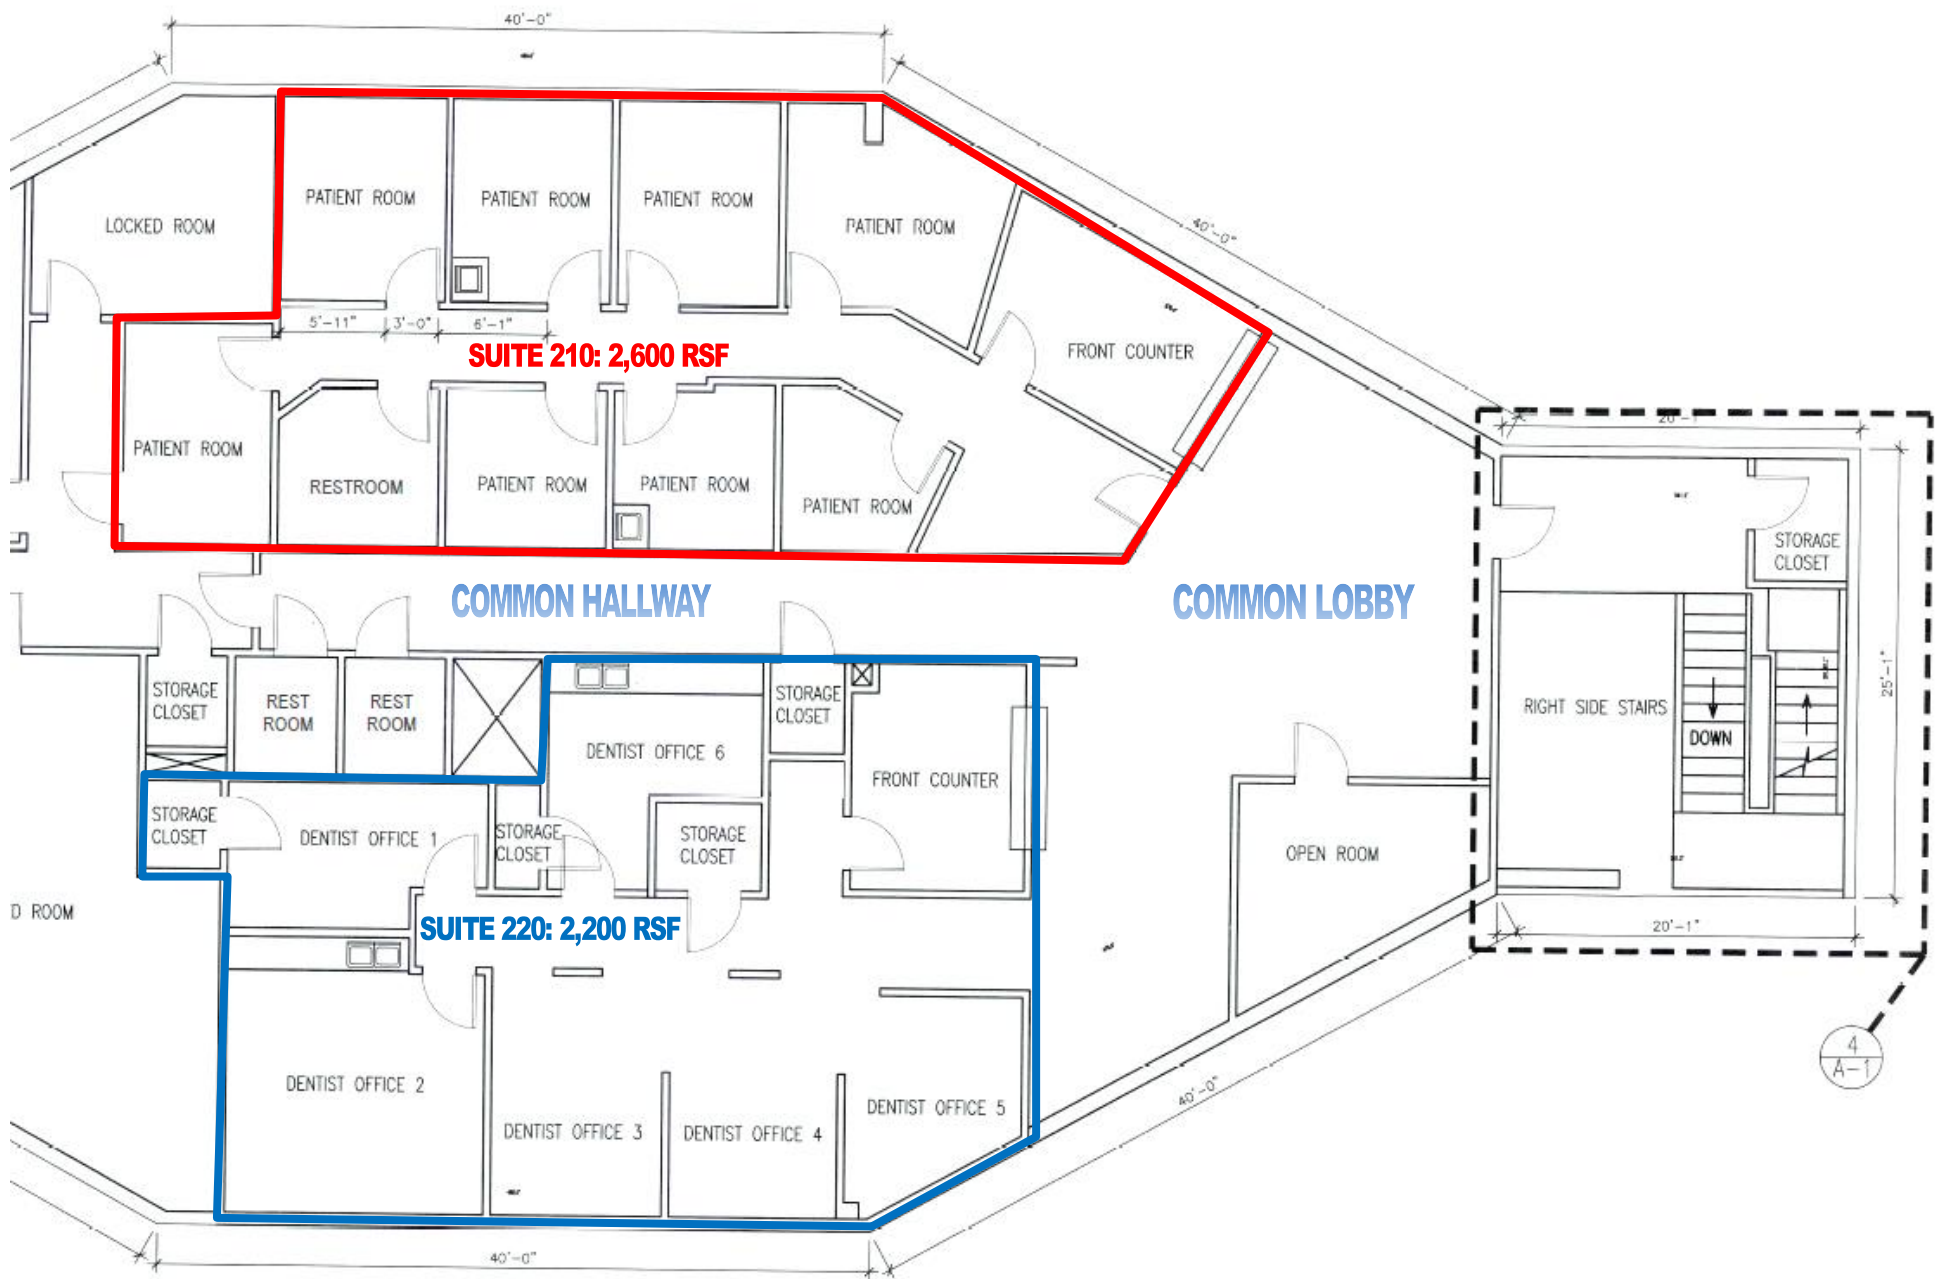 40'-0"
40'-0"
LOCKED ROOM
PATIENT ROOM
PATIENT ROOM
PATIENT ROOM
PATIENT ROOM
5'-11"
3'-0"
6'-1"
SUITE 210: 2,600 RSF
FRONT COUNTER
PATIENT ROOM
RESTROOM
PATIENT ROOM
PATIENT ROOM
PATIENT ROOM
20'-1"
STORAGE
CLOSET
COMMON HALLWAY
COMMON LOBBY
25'-1"
STORAGE
CLOSET
REST
ROOM
REST
ROOM
STORAGE
CLOSET
DENTIST OFFICE 6
FRONT COUNTER
RIGHT SIDE STAIRS
DOWN
STORAGE
CLOSET
DENTIST OFFICE 1
STORAGE
CLOSET
STORAGE
CLOSET
OPEN ROOM
D ROOM
SUITE 220: 2,200 RSF
20'-1"
DENTIST OFFICE 2
DENTIST OFFICE 3
DENTIST OFFICE 4
DENTIST OFFICE 5
40'-0"
4
A-1
40'-0"